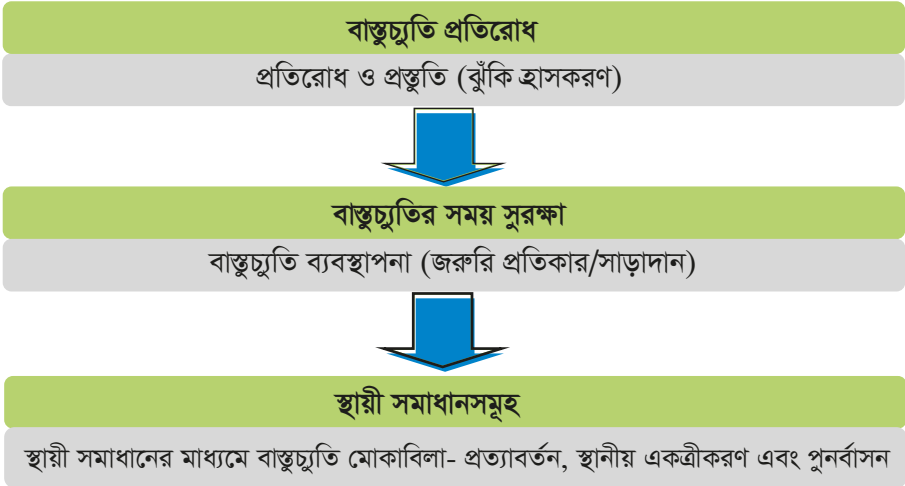 বাস্তুচ্যুতি প্রতিরোধ
প্রতিরোধ ও প্রস্তুতি (ঝুঁকি হ্রাসকরণ)
বাস্তুচ্যুতির সময় সুরক্ষা
বাস্তুচ্যুতি ব্যবস্থাপনা (জরুরি প্রতিকার/সাড়াদান)
স্থায়ী সমাধানসমূহ
স্থায়ী সমাধানের মাধ্যমে বাস্তুচ্যুতি মোকাবিলা- প্রত্যাবর্তন, স্থানীয় একত্রীকরণ এবং পুনর্বাসন